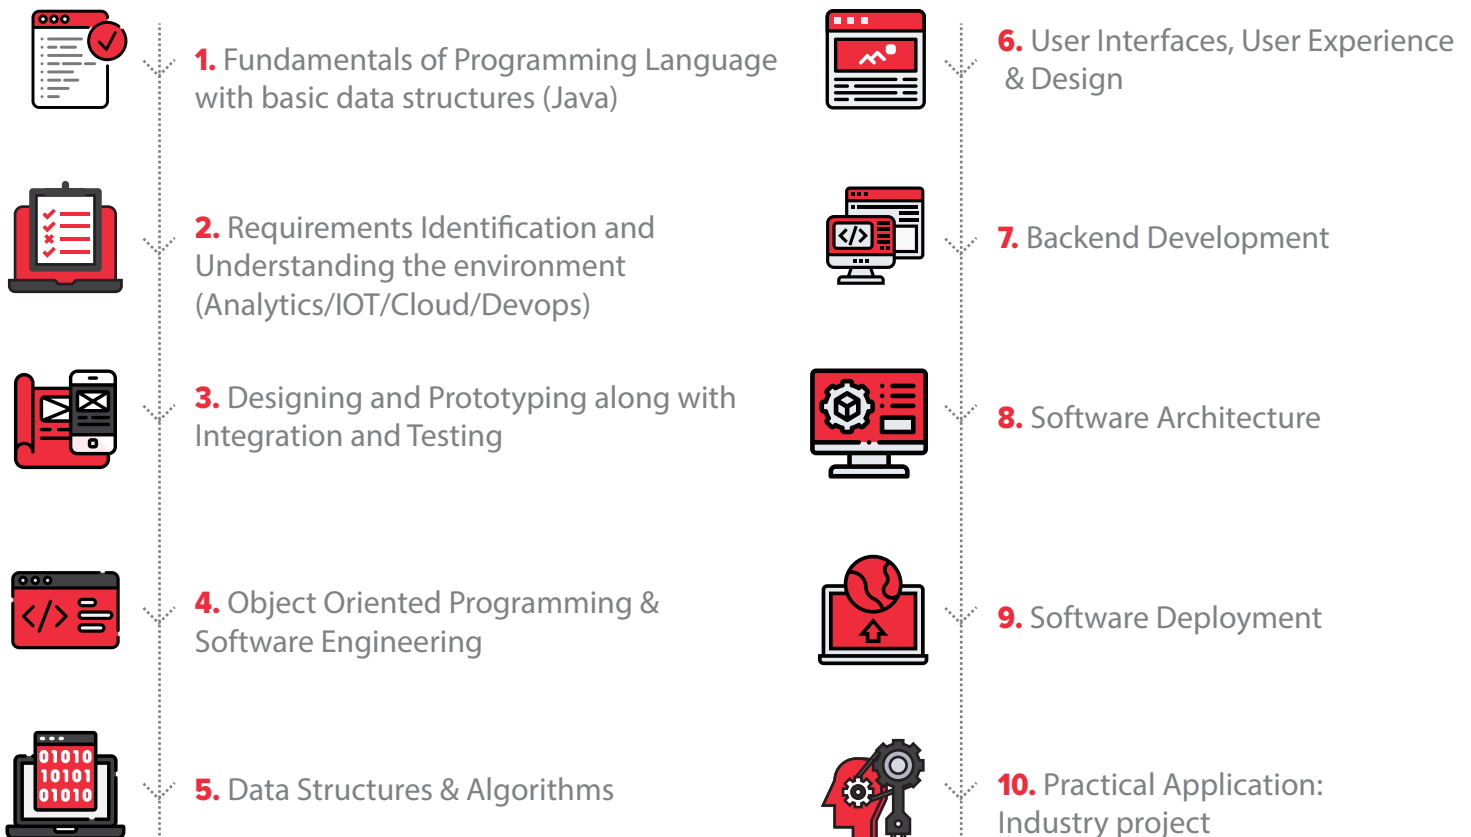 1. Fundamentals of Programming Language
with basic data structures (Java)
2. Requirements Identification and
Understanding the environment
(Analytics/IOT/Cloud/Devops)
3. Designing and Prototyping along with
Integration and Testing
4. Object Oriented Programming &
Software Engineering
01010
10101
01010
5. Data Structures & Algorithms
6. User Interfaces, User Experience
& Design
</>
7. Backend Development
8. Software Architecture
9. Software Deployment
10. Practical Application:
Industry project